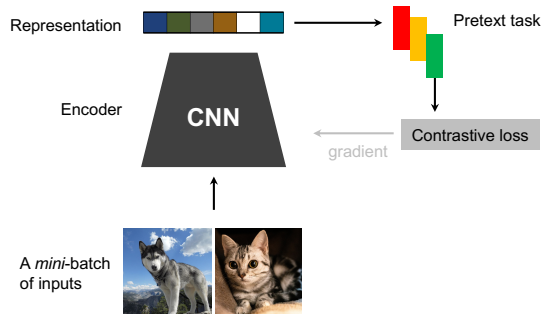 Representation
Pretext task
Encoder
CNN
Contrastive loss
gradient
A mini-batch
of inputs